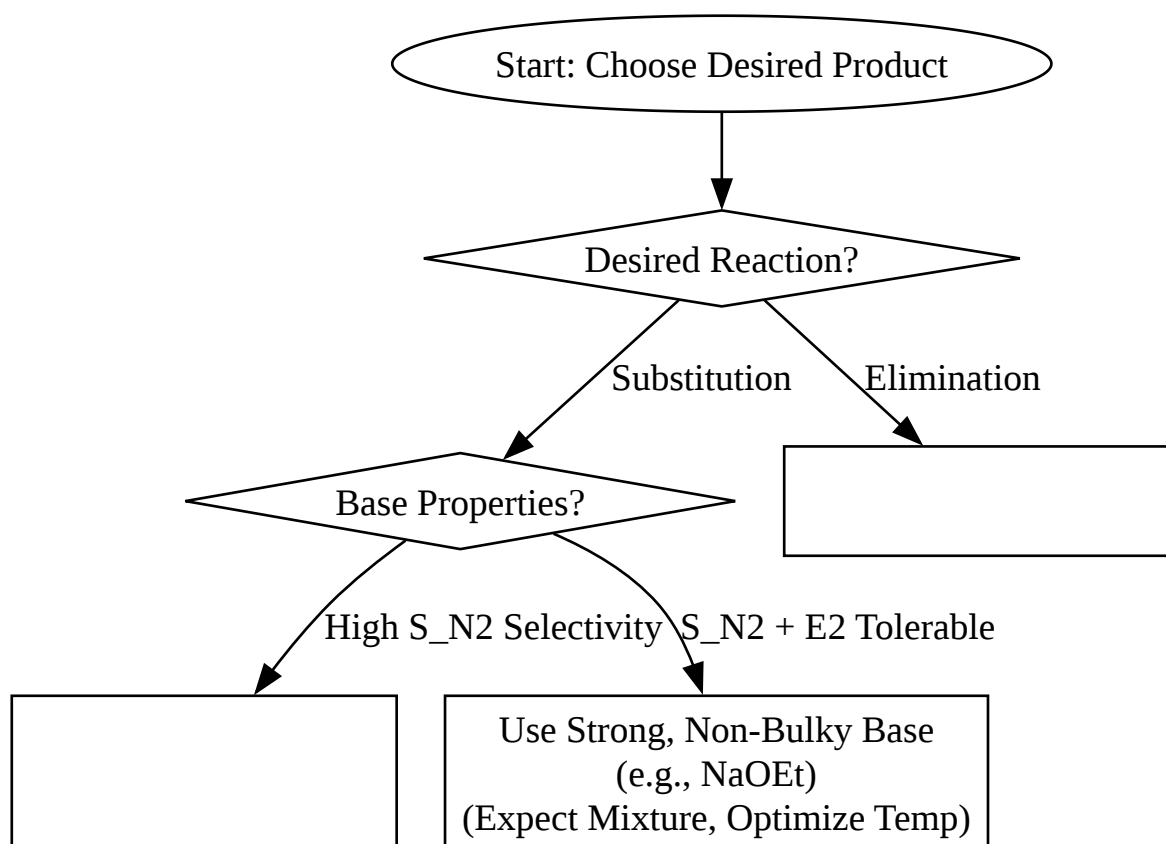 Start: Choose Desired Product
Desired Reaction?
Substitution
Elimination
Base Properties?
High S_N2 Selectivity
S_N2 + E2 Tolerable
Use Strong, Non-Bulky Base
(e.g., NaOEt)
(Expect Mixture, Optimize Temp)